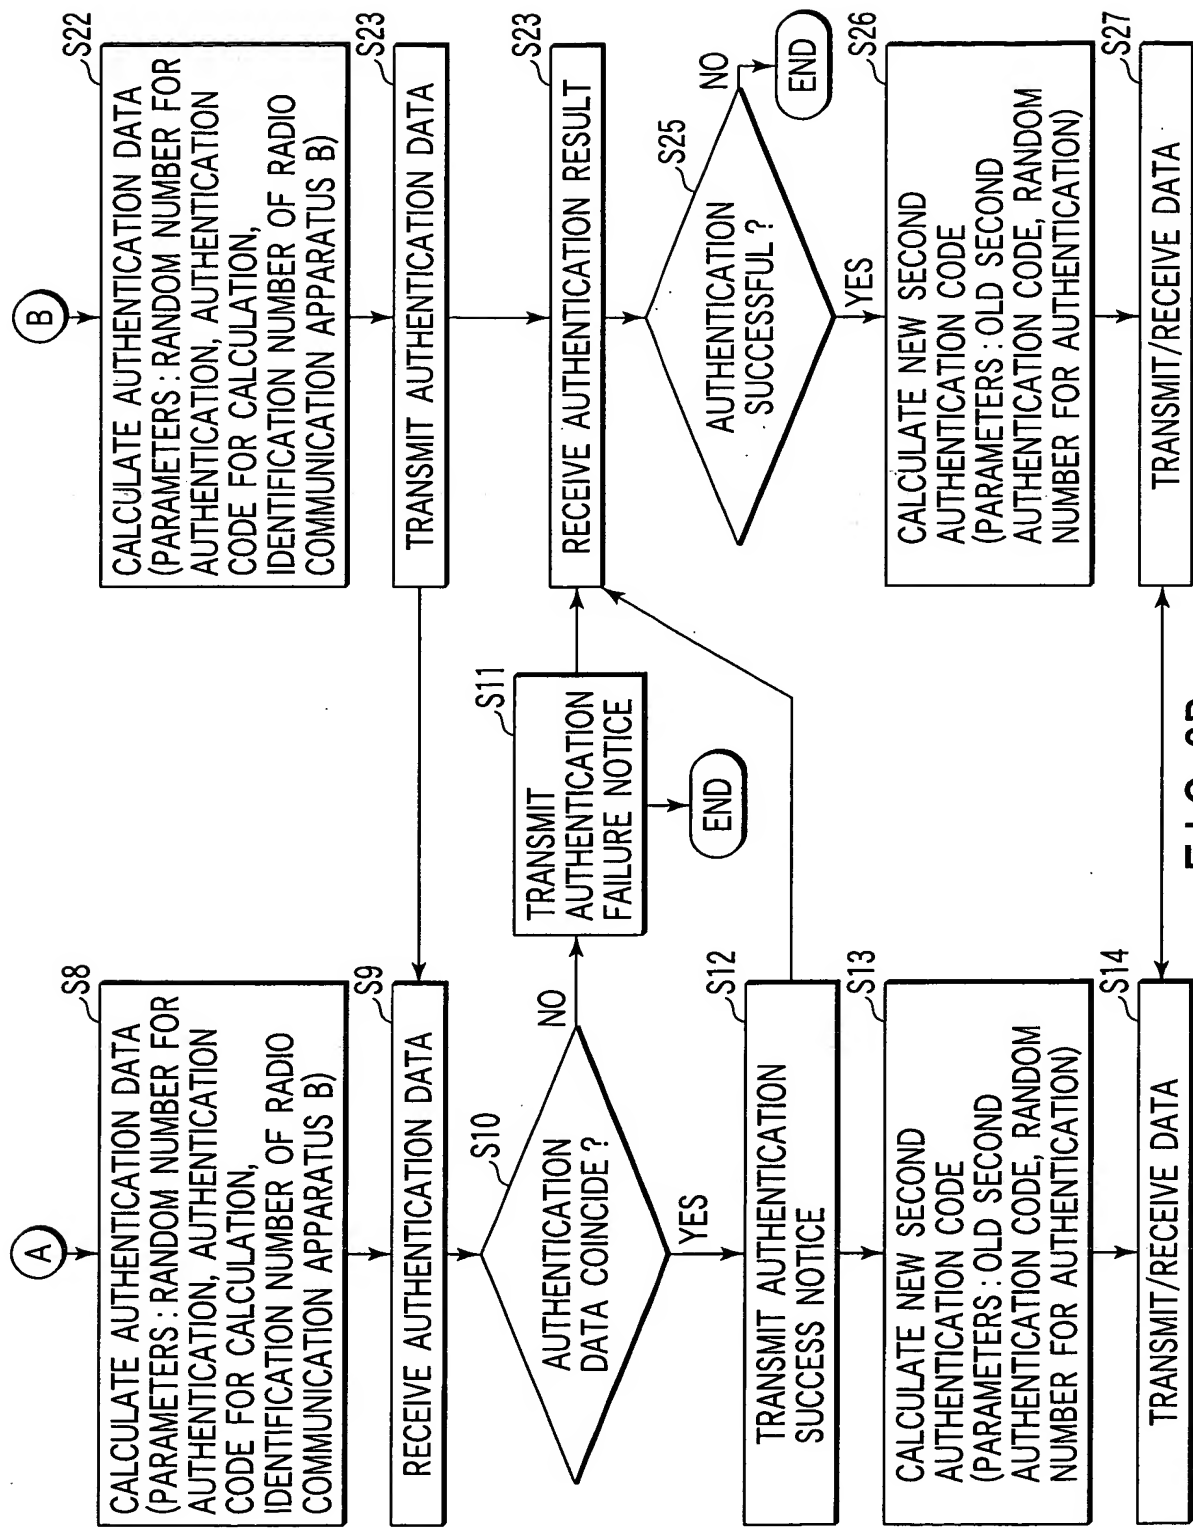 A
S8
CALCULATE AUTHENTICATION DATA
(PARAMETERS : RANDOM NUMBER FOR
AUTHENTICATION, AUTHENTICATION
CODE FOR CALCULATION,
IDENTIFICATION NUMBER OF RADIO
COMMUNICATION APPARATUS B)
S9
RECEIVE AUTHENTICATION DATA
S10
AUTHENTICATION
DATA COINCIDE ?
NO
YES
S11
TRANSMIT
AUTHENTICATION
FAILURE NOTICE
END
S12
TRANSMIT AUTHENTICATION
SUCCESS NOTICE
S13
CALCULATE NEW SECOND
AUTHENTICATION CODE
(PARAMETERS : OLD SECOND
AUTHENTICATION CODE, RANDOM
NUMBER FOR AUTHENTICATION)
S14
TRANSMIT/RECEIVE DATA
B
S22
CALCULATE AUTHENTICATION DATA
(PARAMETERS : RANDOM NUMBER FOR
AUTHENTICATION, AUTHENTICATION
CODE FOR CALCULATION,
IDENTIFICATION NUMBER OF RADIO
COMMUNICATION APPARATUS B)
S23
TRANSMIT AUTHENTICATION DATA
S23
RECEIVE AUTHENTICATION RESULT
S25
AUTHENTICATION
SUCCESSFUL ?
NO
END
YES
S26
CALCULATE NEW SECOND
AUTHENTICATION CODE
(PARAMETERS : OLD SECOND
AUTHENTICATION CODE, RANDOM
NUMBER FOR AUTHENTICATION)
S27
TRANSMIT/RECEIVE DATA